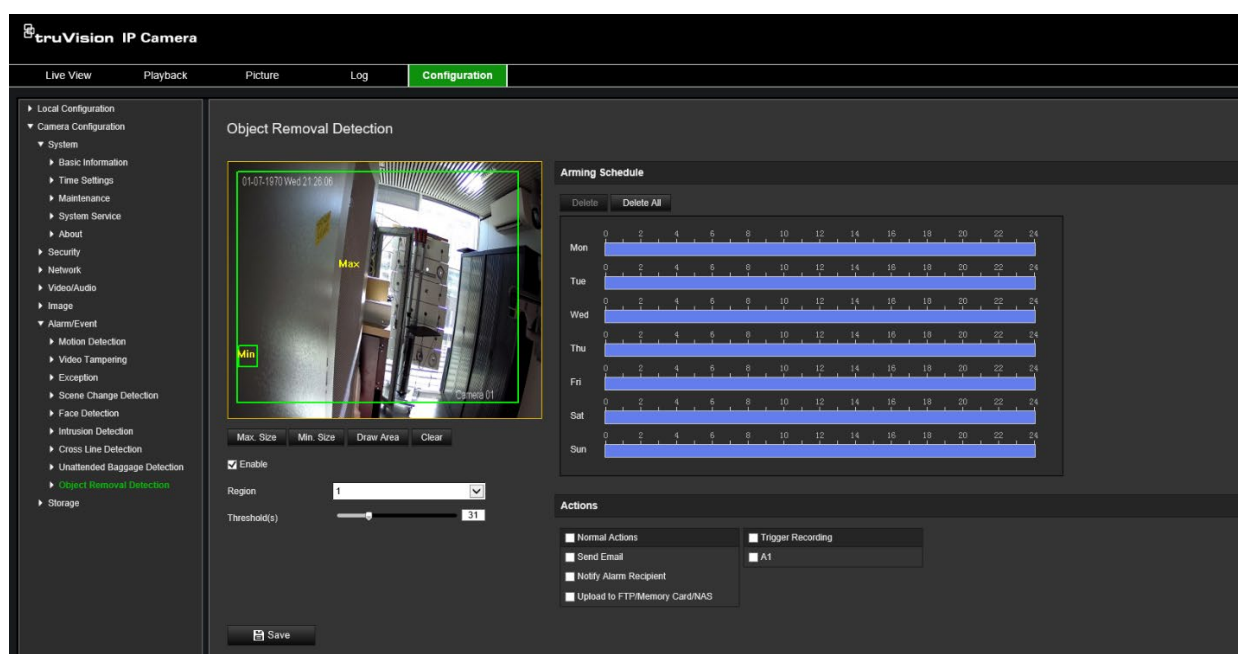 truVision IP Camera
Live View Playback Picture Log Configuration
Local Configuration
Camera Configuration
System
Basic Information
Time Settings
Maintenance
System Service
About
Security
Network
Video/Audio
Image
Alarm/Event
Motion Detection
Video Tampering
Exception
Scene Change Detection
Face Detection
Intrusion Detection
Cross Line Detection
Unattended Baggage Detection
Object Removal Detection
Storage
Object Removal Detection
01-07-1970 Wed 21:26:06
Max
Min
Camera 01
Max. Size Min. Size Draw Area Clear
Enable
Region 1
Threshold(s) 31
Save
Arming Schedule
Delete Delete All
0 2 4 6 8 10 12 14 16 18 20 22 24
Mon
0 2 4 6 8 10 12 14 16 18 20 22 24
Tue
0 2 4 6 8 10 12 14 16 18 20 22 24
Wed
0 2 4 6 8 10 12 14 16 18 20 22 24
Thu
0 2 4 6 8 10 12 14 16 18 20 22 24
Fri
0 2 4 6 8 10 12 14 16 18 20 22 24
Sat
0 2 4 6 8 10 12 14 16 18 20 22 24
Sun
Actions
Normal Actions Trigger Recording
Send Email A1
Notify Alarm Recipient
Upload to FTP/Memory Card/NAS